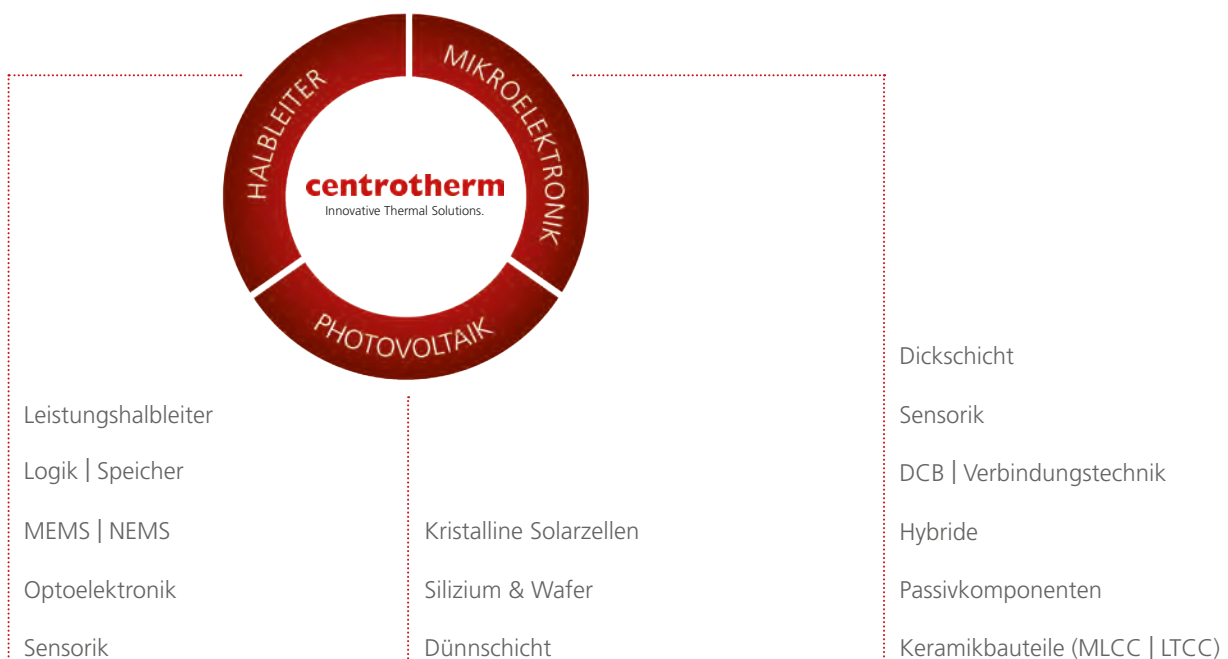 HALBLEITER
MIKROELEKTRONIK
centrotherm
Innovative Thermal Solutions.
PHOTOVOLTAIK
Leistungshalbleiter
Logik | Speicher
MEMS | NEMS
Optoelektronik
Sensorik
Kristalline Solarzellen
Silizium & Wafer
Dünnschicht
Dickschicht
Sensorik
DCB | Verbindungstechnik
Hybride
Passivkomponenten
Keramikbauteile (MLCC | LTCC)